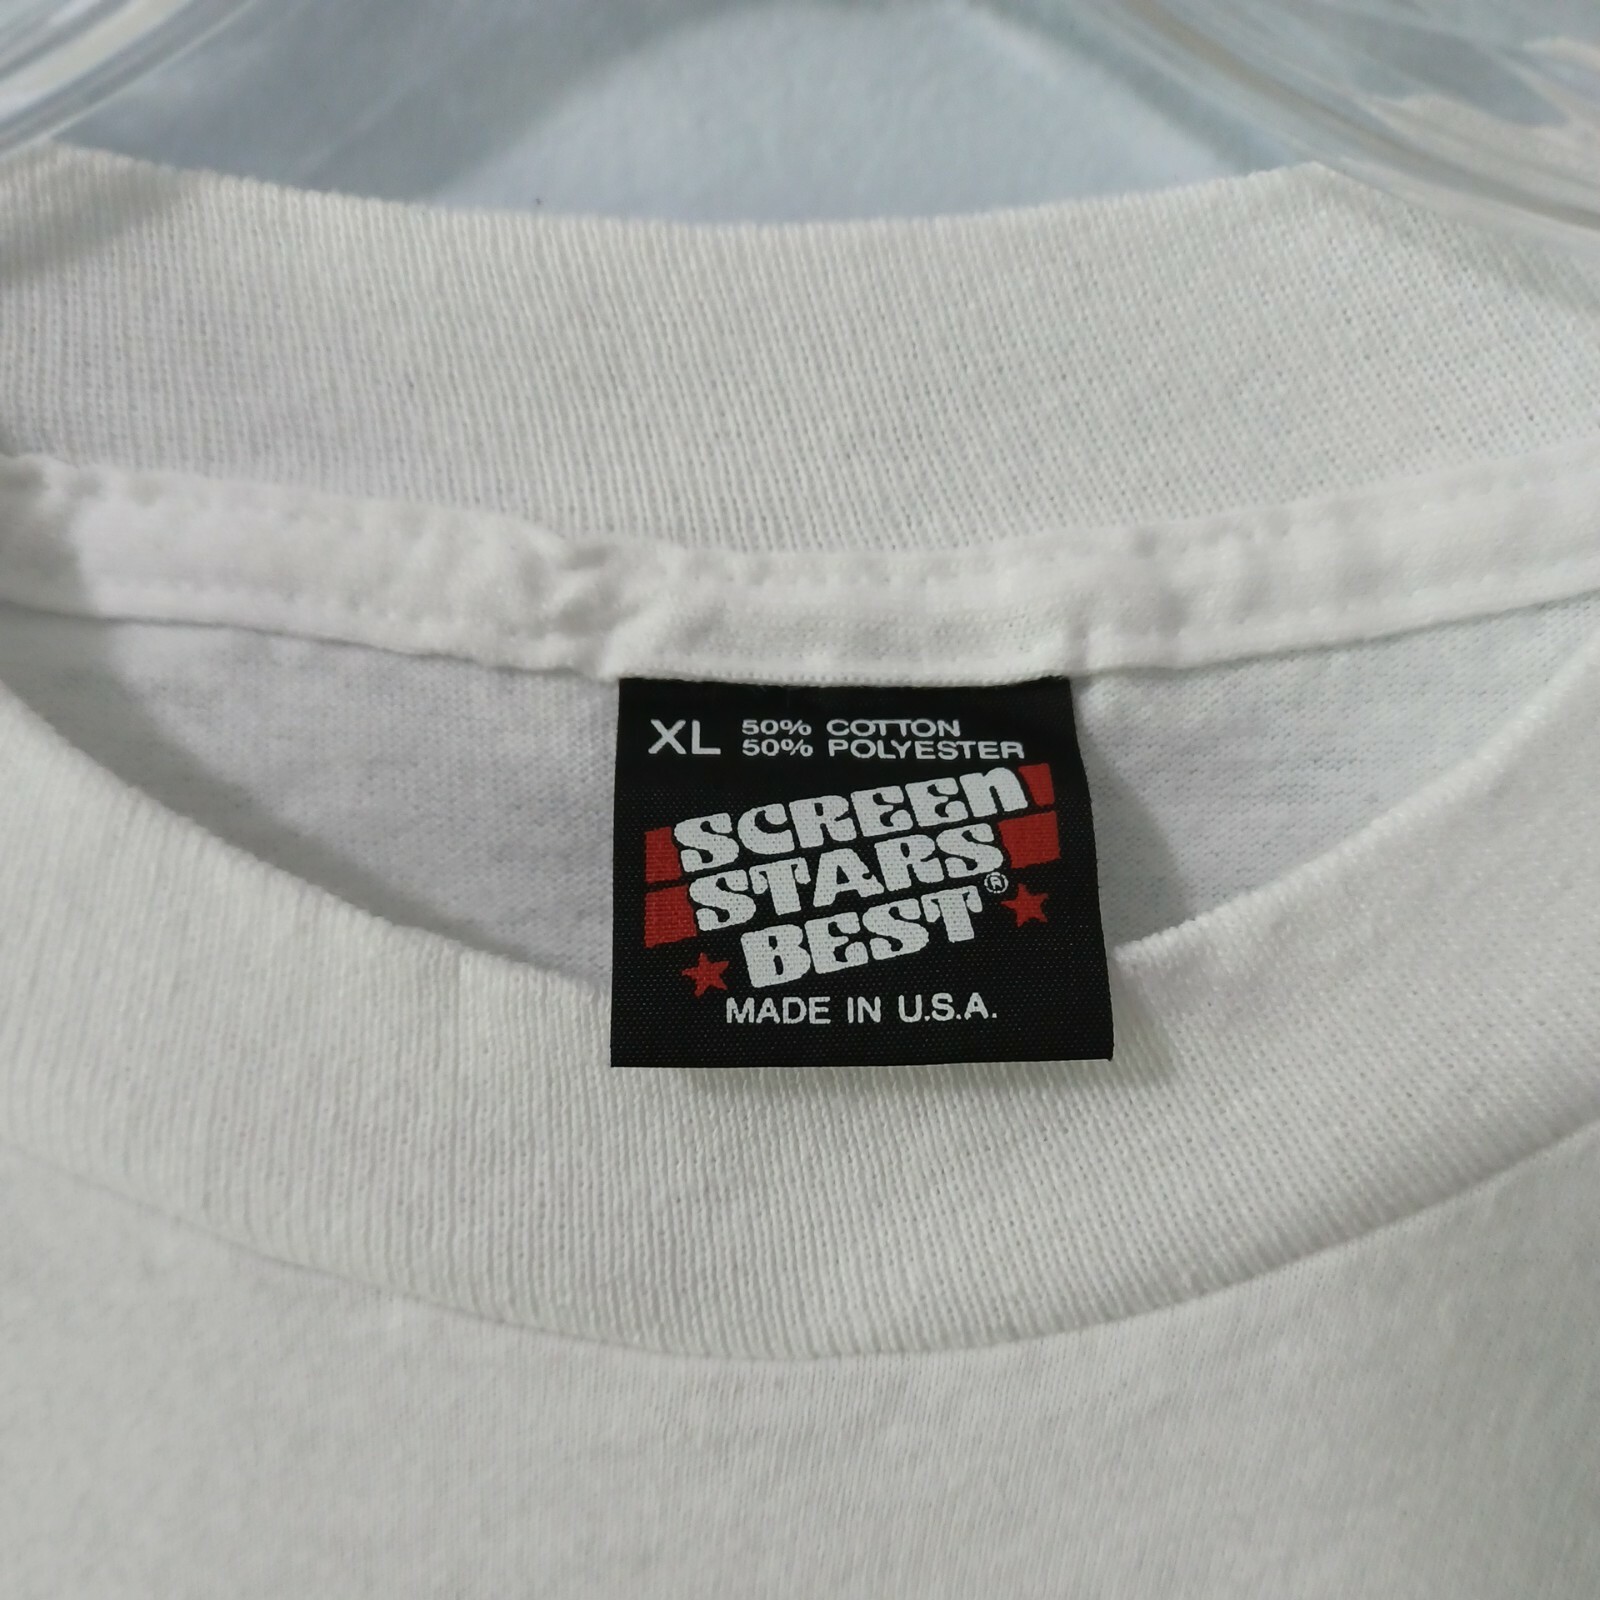 XL 50% COTTON
50% POLYESTER
SCREEN
STARS
BEST®
MADE IN U.S.A.